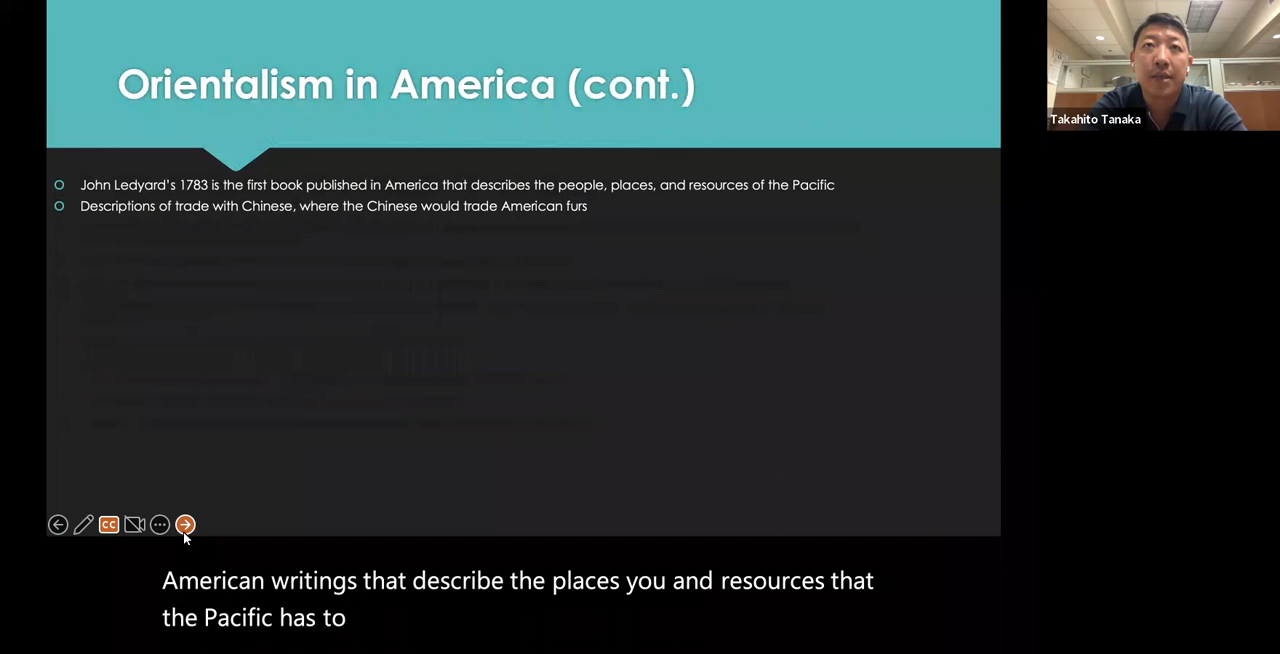 Orientalism in America (cont.)
John Ledyard's 1783 is the first book published in America that describes the people, places, and resources of the Pacific
Descriptions of trade with Chinese, where the Chinese would trade American furs
Takahito Tanaka
CC
American writings that describe the places you and resources that
the Pacific has to